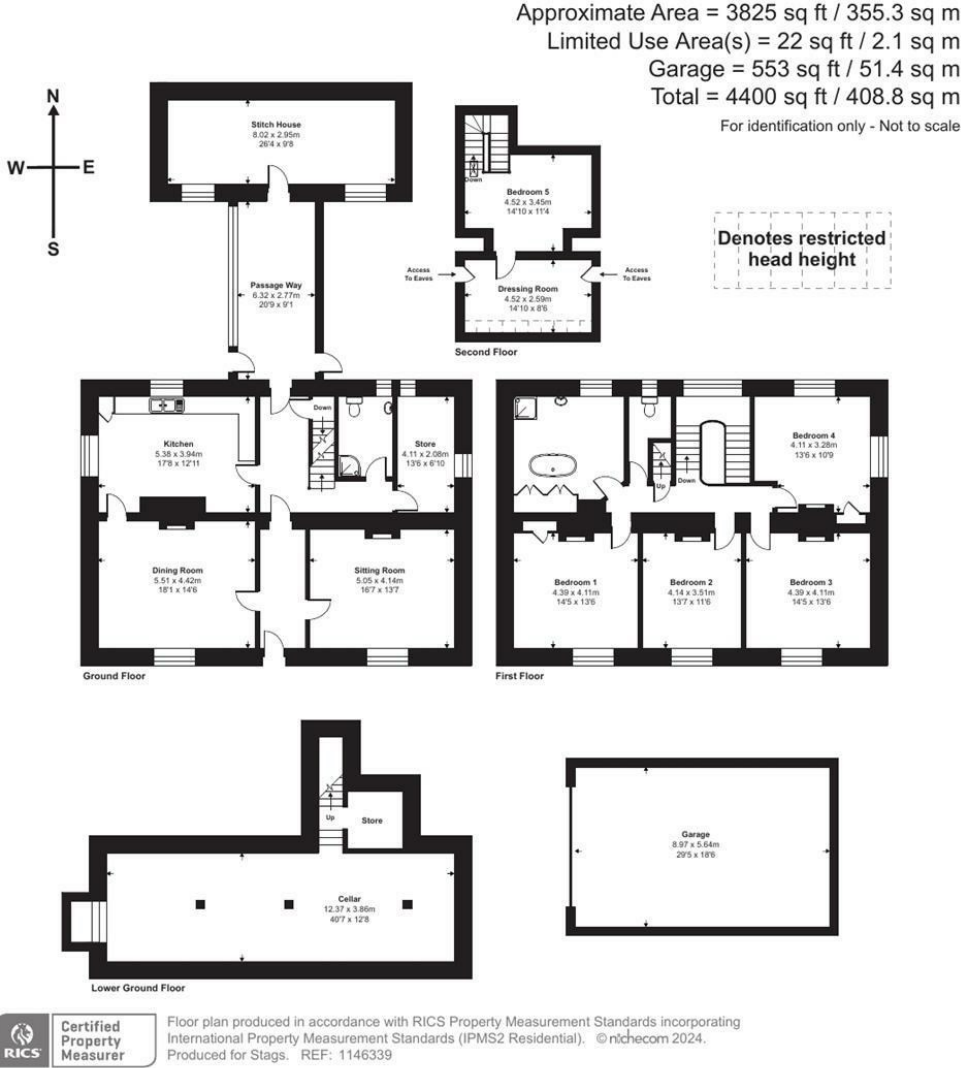 Approximate Area = 3825 sq ft / 355.3 sq m
Limited Use Area(s) = 22 sq ft / 2.1 sq m
Garage = 553 sq ft / 51.4 sq m
Total = 4400 sq ft / 408.8 sq m
For identification only - Not to scale
N
W
E
S
Stitch House
8.02 x 2.95m
26'4 x 9'8
Down
Bedroom 5
4.52 x 3.45m
14'10 x 11'4
Access
To Eaves
Access
To Eaves
Dressing Room
4.52 x 2.59m
14'10 x 8'6
Second Floor
Denotes restricted
head height
Passage Way
6.32 x 2.77m
20'9 x 9'1
Kitchen
5.38 x 3.94m
17'8 x 12'11
Down
Store
4.11 x 2.08m
13'6 x 6'10
Dining Room
5.51 x 4.42m
18'1 x 14'6
Sitting Room
5.05 x 4.14m
16'7 x 13'7
Ground Floor
Up
Down
Bedroom 4
4.11 x 3.28m
13'6 x 10'9
Bedroom 1
4.39 x 4.11m
14'5 x 13'6
Bedroom 2
4.14 x 3.51m
13'7 x 11'6
Bedroom 3
4.39 x 4.11m
14'5 x 13'6
First Floor
Up
Store
Cellar
12.37 x 3.86m
40'7 x 12'8
Lower Ground Floor
Garage
8.97 x 5.64m
29'5 x 18'6
RICS
Certified
Property
Measurer
Floor plan produced in accordance with RICS Property Measurement Standards incorporating
International Property Measurement Standards (IPMS2 Residential). © nichecom 2024.
Produced for Stags. REF: 1146339